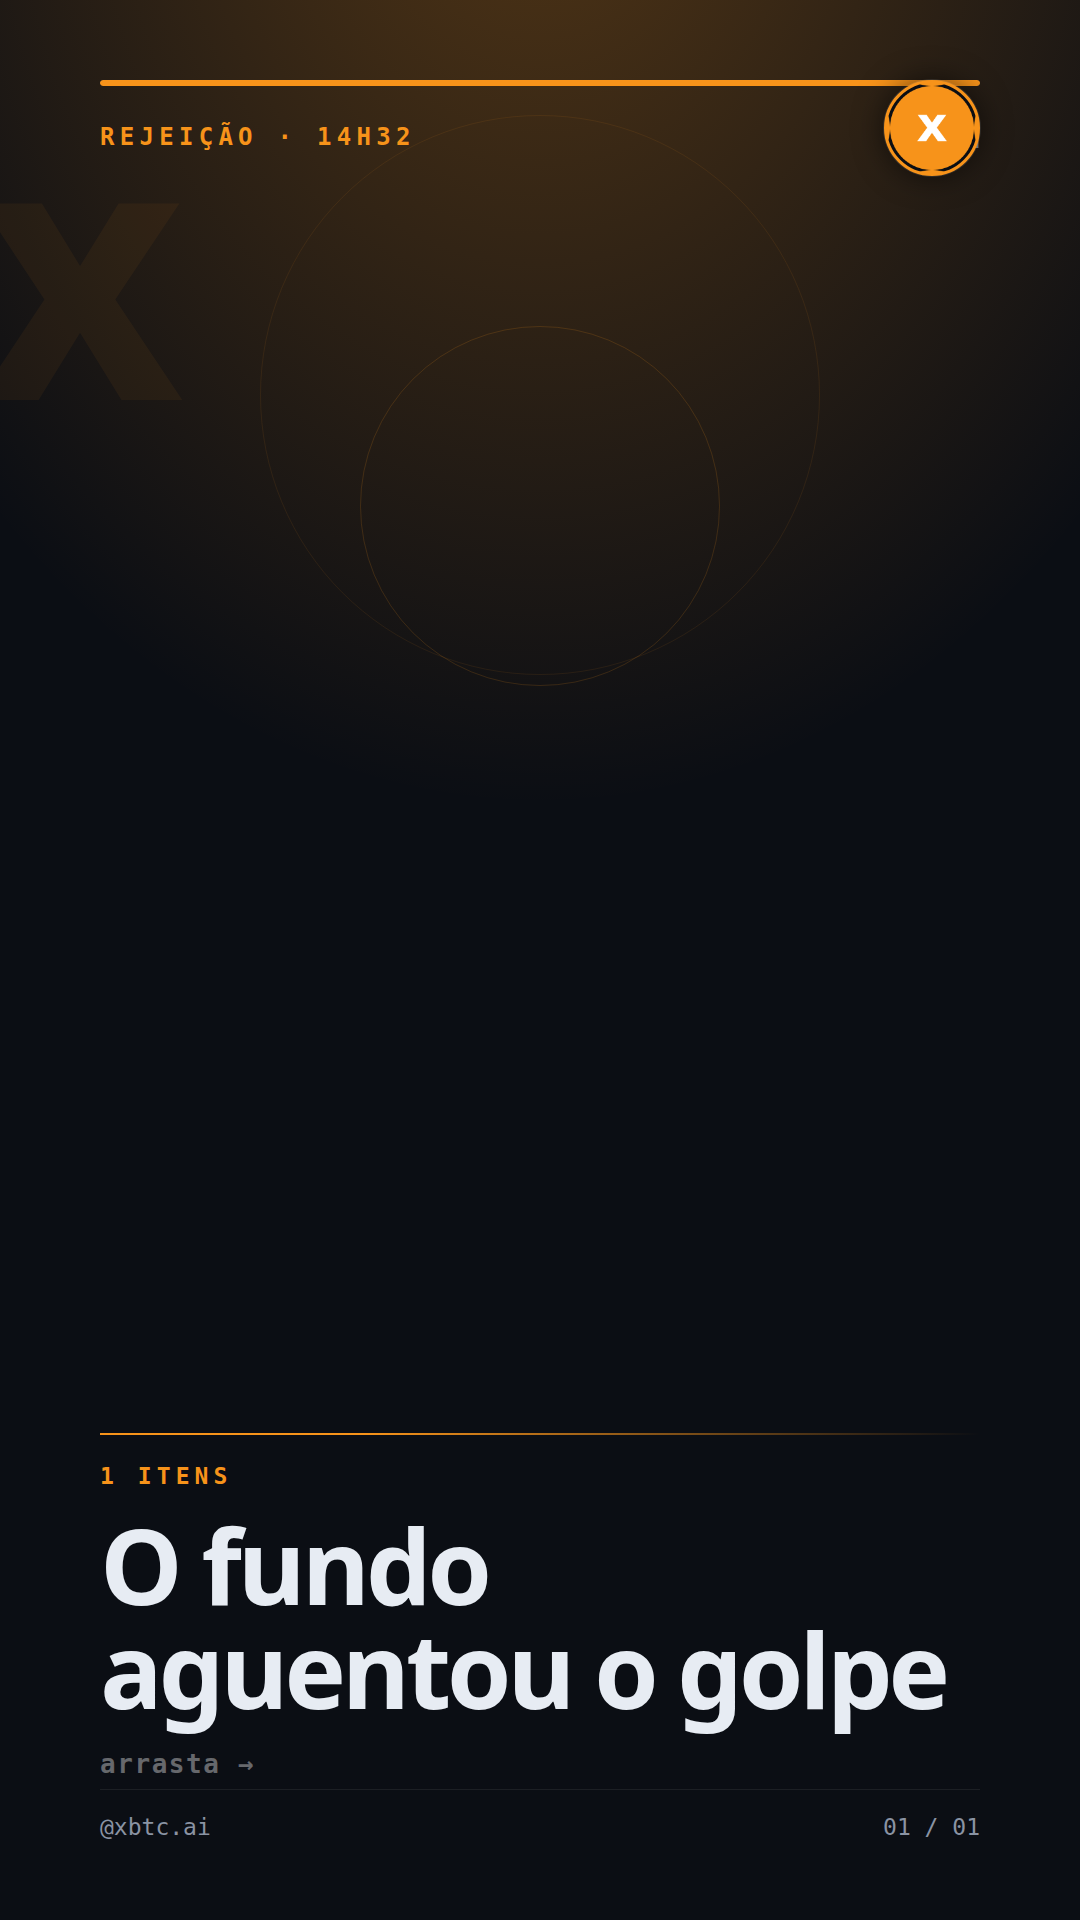 REJEIÇÃO · 14H32
X
X
1 ITENS
O fundo
aguentou o golpe
arrasta →
@xbtc.ai
01 / 01